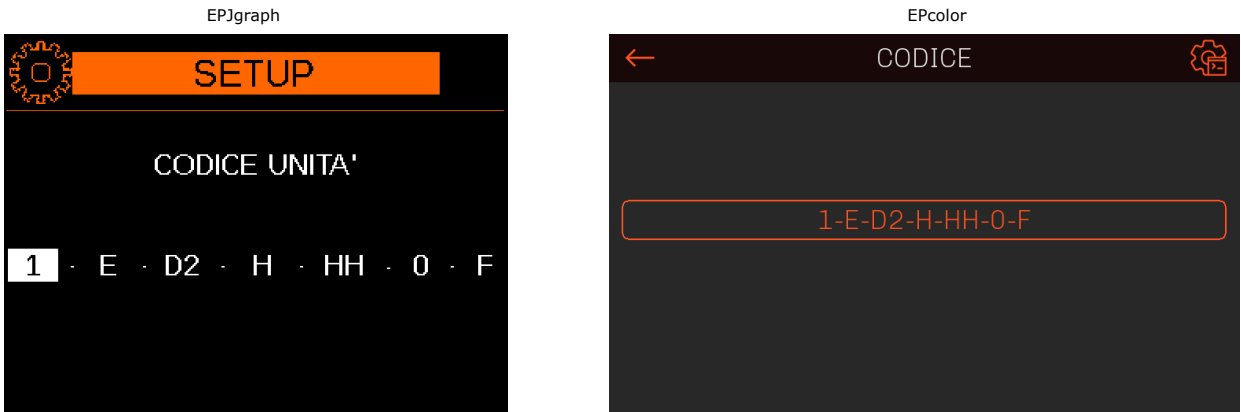 EPJgraph
SETUP
CODICE UNITA'
1 · E · D2 · H · HH · 0 · F
EPcolor
← CODICE
1-E-D2-H-HH-0-F